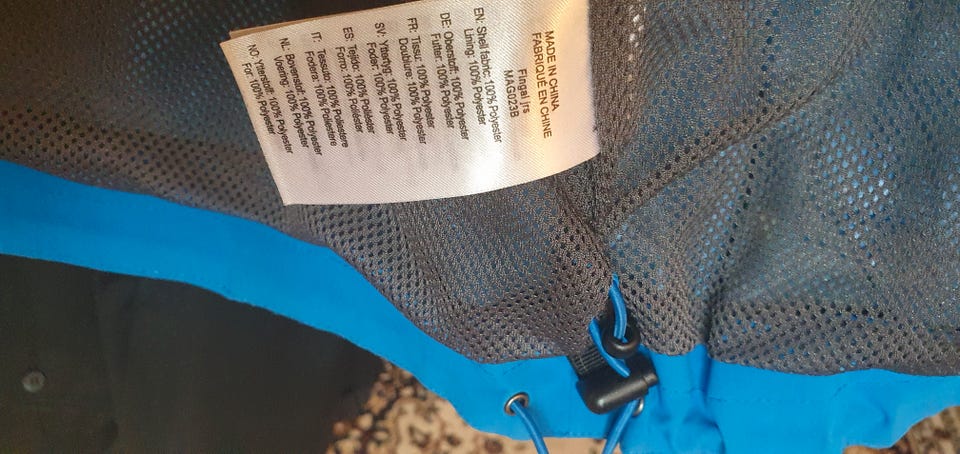 MADE IN CHINA
FABRIQUÉ EN CHINE
Fingal jrs
MAG023B
EN: Shell fabric: 100% Polyester
Lining: 100% Polyester
DE: Oberstoff: 100% Polyester
Futter: 100% Polyester
FR: Tissu: 100% Polyester
Doublure: 100% Polyester
SV: Yttertyg: 100% Polyester
Foder: 100% Polyester
ES: Tejido: 100% Poliéster
Forro: 100% Poliéster
IT: Tessuto: 100% Poliestere
Fodera: 100% Poliestere
NL: Bovenstof: 100% Polyester
Voering: 100% Polyester
NO: Ytterstoff: 100% Polyester
For: 100% Polyester